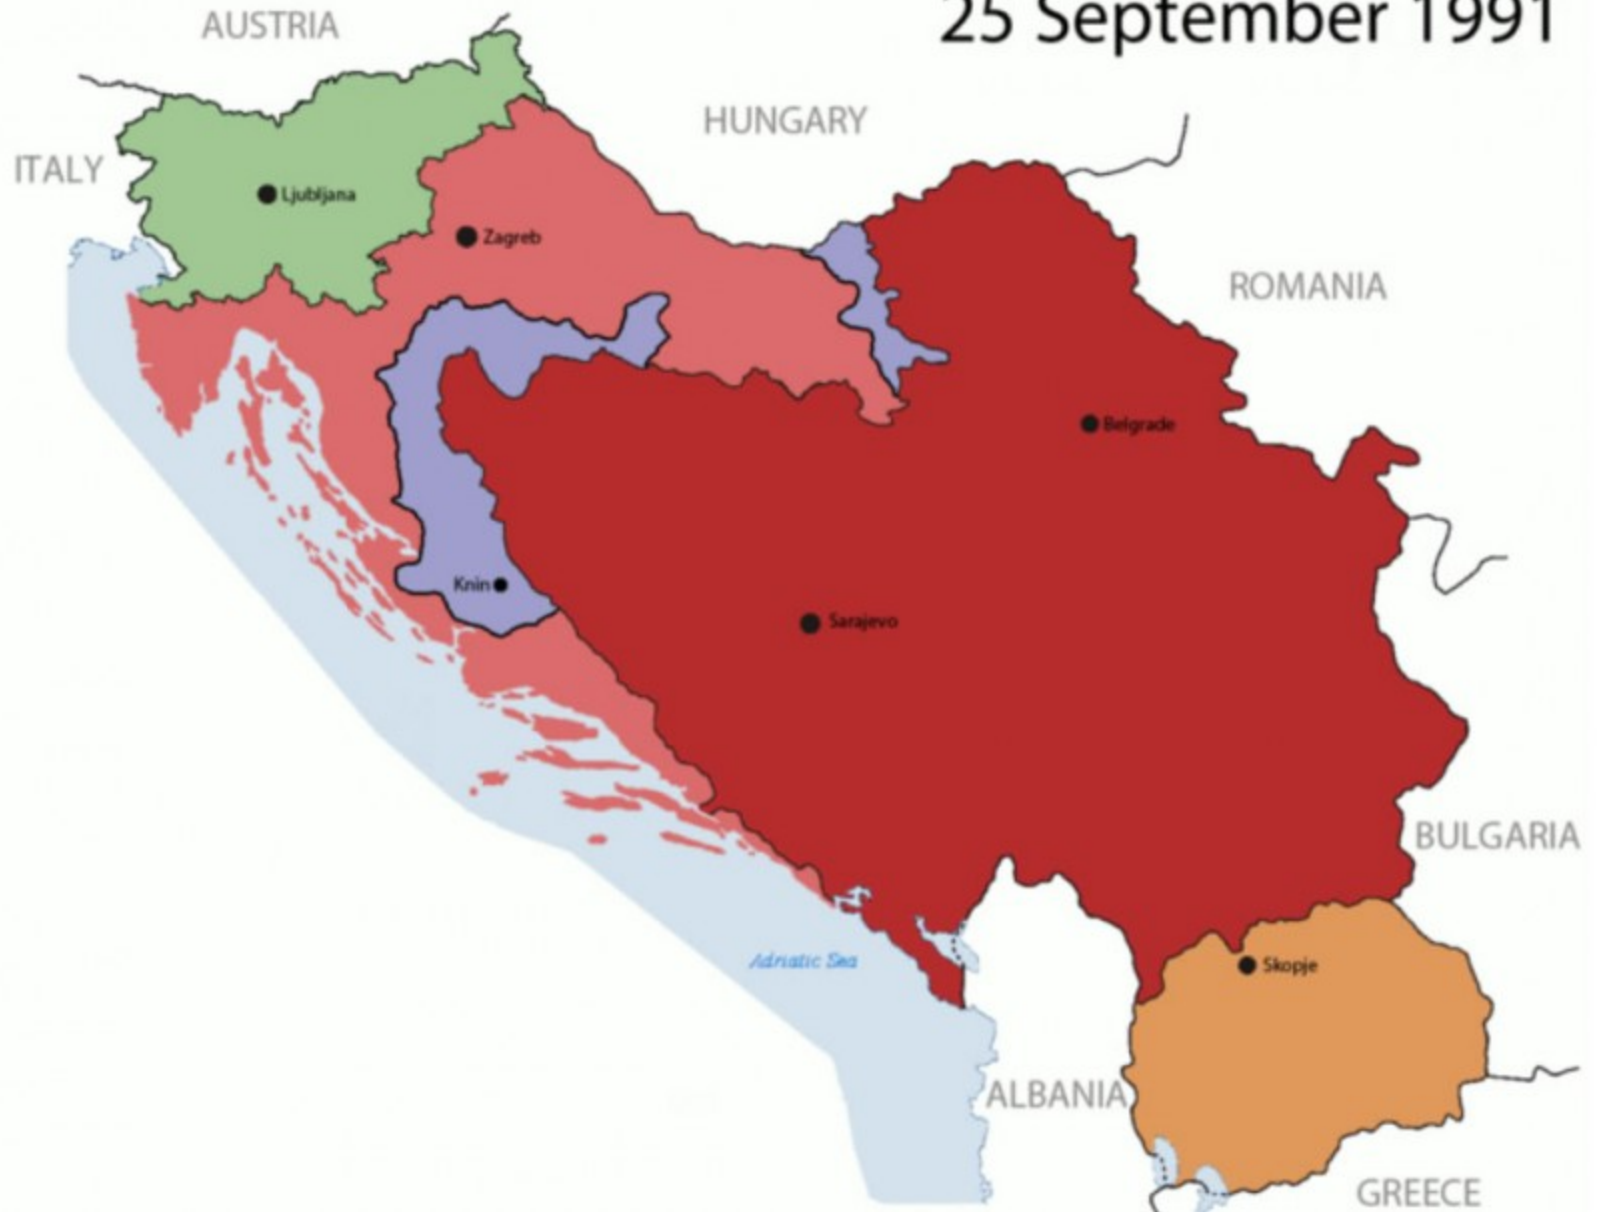 25 September 1991
AUSTRIA
HUNGARY
ITALY
Ljubljana
Zagreb
ROMANIA
Belgrade
Knin
Sarajevo
BULGARIA
Adriatic Sea
Skopje
ALBANIA
GREECE